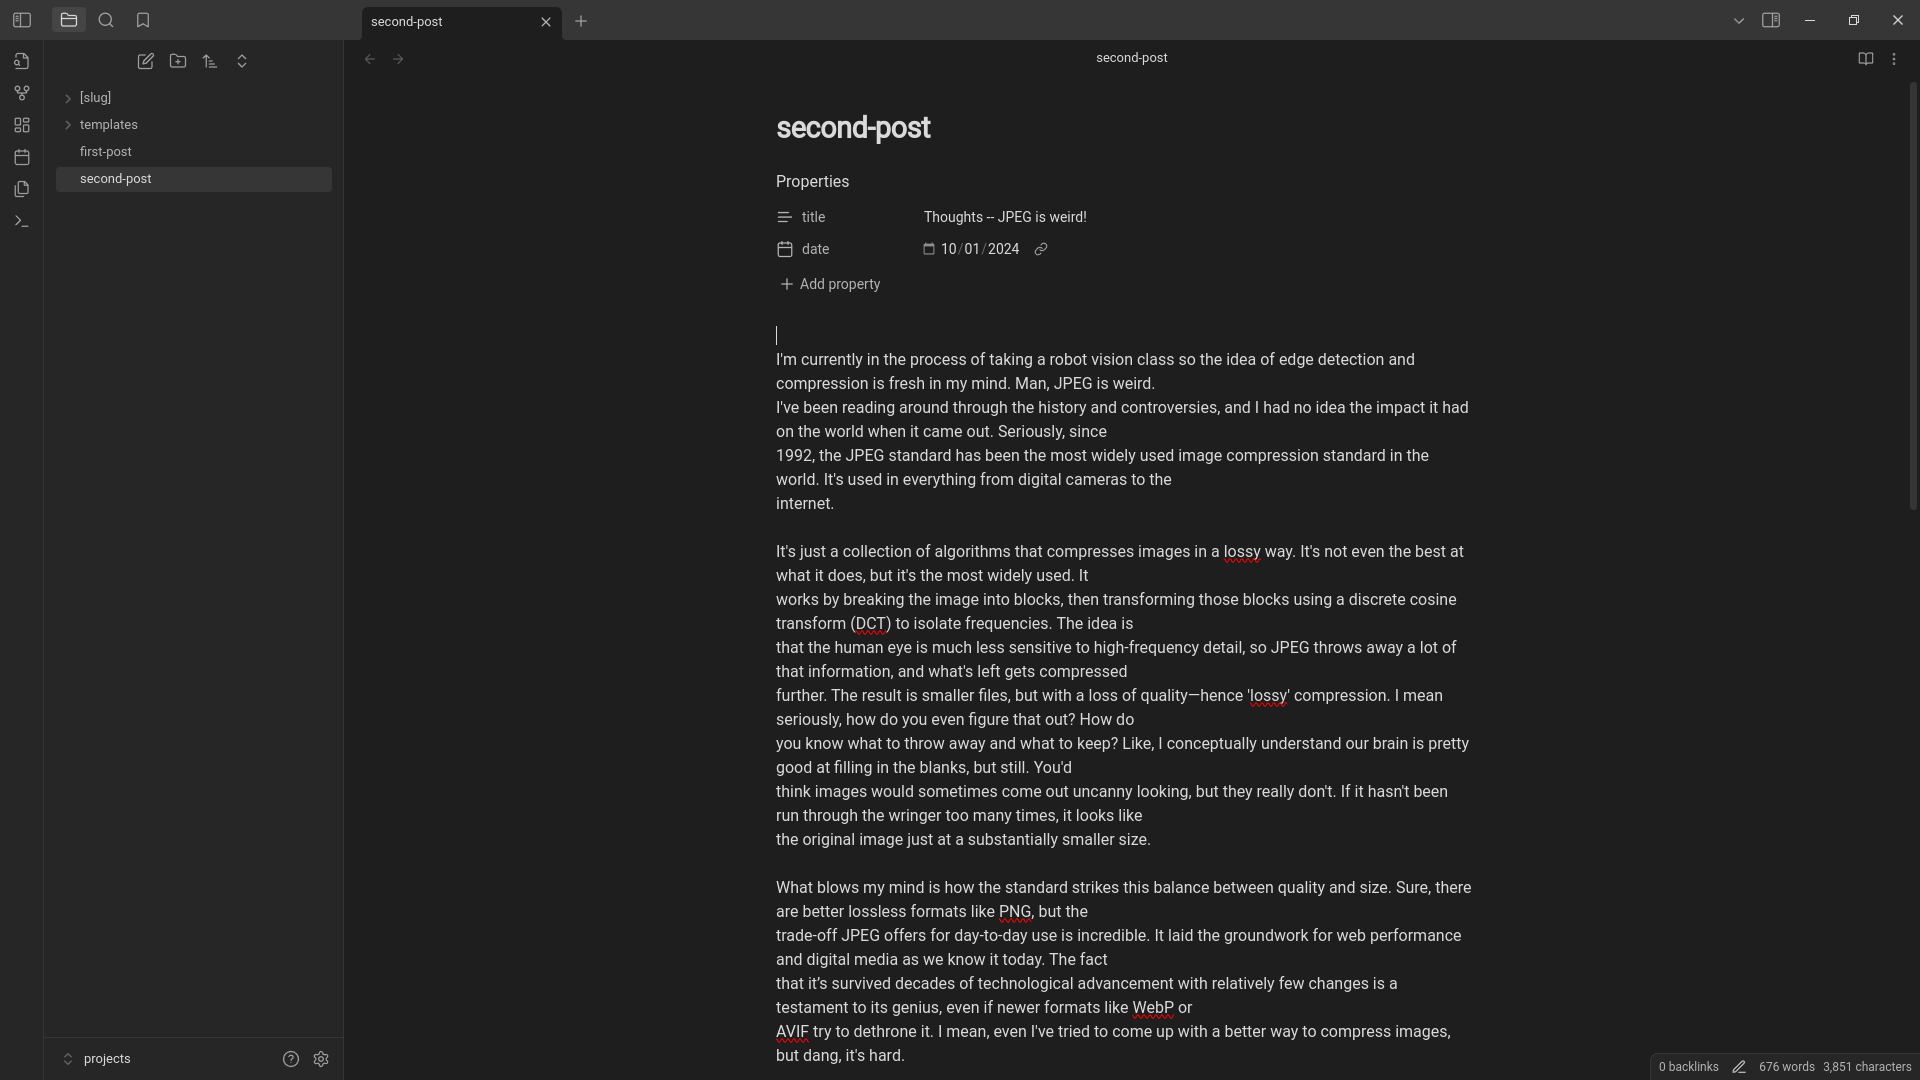 second-post
second-post
[slug]
templates
first-post
second-post
second-post
Properties
title Thoughts -- JPEG is weird!
date 10/01/2024
Add property
I'm currently in the process of taking a robot vision class so the idea of edge detection and
compression is fresh in my mind. Man, JPEG is weird.
I've been reading around through the history and controversies, and I had no idea the impact it had
on the world when it came out. Seriously, since
1992, the JPEG standard has been the most widely used image compression standard in the
world. It's used in everything from digital cameras to the
internet.
It's just a collection of algorithms that compresses images in a lossy way. It's not even the best at
what it does, but it's the most widely used. It
works by breaking the image into blocks, then transforming those blocks using a discrete cosine
transform (DCT) to isolate frequencies. The idea is
that the human eye is much less sensitive to high-frequency detail, so JPEG throws away a lot of
that information, and what's left gets compressed
further. The result is smaller files, but with a loss of quality—hence 'lossy' compression. I mean
seriously, how do you even figure that out? How do
you know what to throw away and what to keep? Like, I conceptually understand our brain is pretty
good at filling in the blanks, but still. You'd
think images would sometimes come out uncanny looking, but they really don't. If it hasn't been
run through the wringer too many times, it looks like
the original image just at a substantially smaller size.
What blows my mind is how the standard strikes this balance between quality and size. Sure, there
are better lossless formats like PNG, but the
trade-off JPEG offers for day-to-day use is incredible. It laid the groundwork for web performance
and digital media as we know it today. The fact
that it’s survived decades of technological advancement with relatively few changes is a
testament to its genius, even if newer formats like WebP or
AVIF try to dethrone it. I mean, even I've tried to come up with a better way to compress images,
but dang, it's hard.
projects
0 backlinks 676 words 3,851 characters